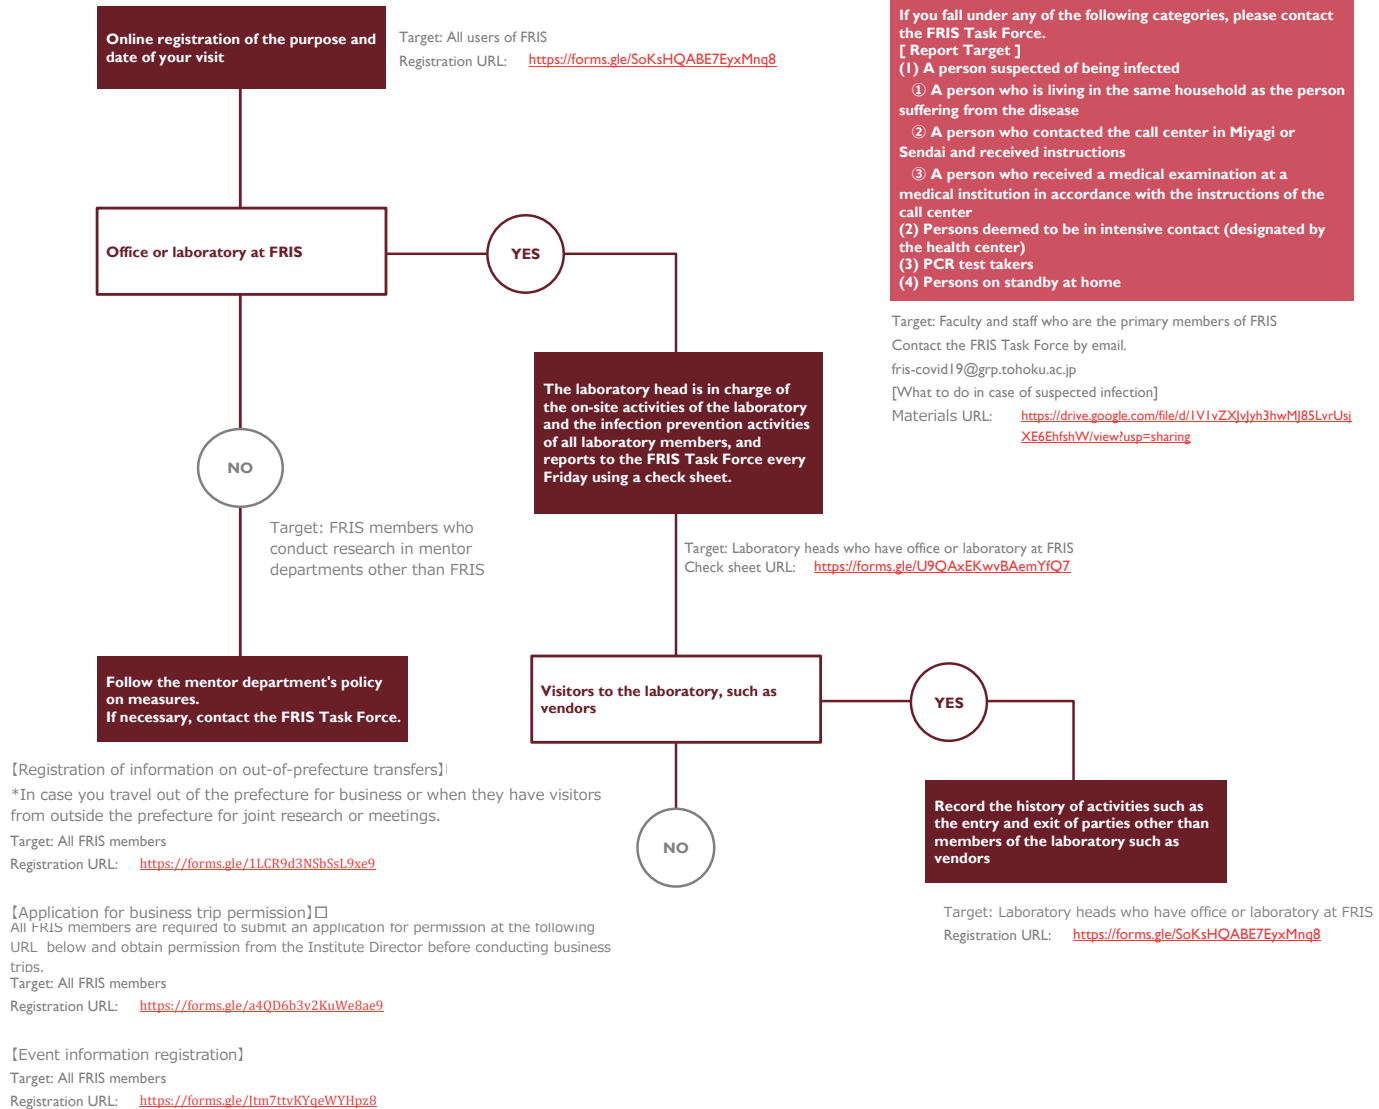 Online registration of the purpose and
date of your visit
Target: All users of FRIS
Registration URL: https://forms.gle/SoKsHQABE7EyxMnq8
If you fall under any of the following categories, please contact
the FRIS Task Force.
[ Report Target ]
(1) A person suspected of being infected
① A person who is living in the same household as the person
suffering from the disease
② A person who contacted the call center in Miyagi or
Sendai and received instructions
③ A person who received a medical examination at a
medical institution in accordance with the instructions of the
call center
(2) Persons deemed to be in intensive contact (designated by
the health center)
(3) PCR test takers
(4) Persons on standby at home
Target: Faculty and staff who are the primary members of FRIS
Contact the FRIS Task Force by email.
fris-covid19@grp.tohoku.ac.jp
[What to do in case of suspected infection]
Materials URL: https://drive.google.com/file/d/1V1vZXJvJyh3hwMJ85LvrUsj
XE6EhfshW/view?usp=sharing
Office or laboratory at FRIS
YES
The laboratory head is in charge of
the on-site activities of the laboratory
and the infection prevention activities
of all laboratory members, and
reports to the FRIS Task Force every
Friday using a check sheet.
NO
Target: FRIS members who
conduct research in mentor
departments other than FRIS
Target: Laboratory heads who have office or laboratory at FRIS
Check sheet URL: https://forms.gle/U9QAxEKwvBAemYfQ7
Follow the mentor department's policy
on measures.
If necessary, contact the FRIS Task Force.
Visitors to the laboratory, such as
vendors
YES
NO
Record the history of activities such as
the entry and exit of parties other than
members of the laboratory such as
vendors
Target: Laboratory heads who have office or laboratory at FRIS
Registration URL: https://forms.gle/SoKsHQABE7EyxMnq8
【Registration of information on out-of-prefecture transfers】
*In case you travel out of the prefecture for business or when they have visitors
from outside the prefecture for joint research or meetings.
Target: All FRIS members
Registration URL: https://forms.gle/1LCR9d3NSbSsL9xe9
【Application for business trip permission】□
All FRIS members are required to submit an application for permission at the following
URL below and obtain permission from the Institute Director before conducting business
trips.
Target: All FRIS members
Registration URL: https://forms.gle/a4QD6b3v2KuWe8ae9
【Event information registration】
Target: All FRIS members
Registration URL: https://forms.gle/Jtm7ttvKYqeWYHpz8